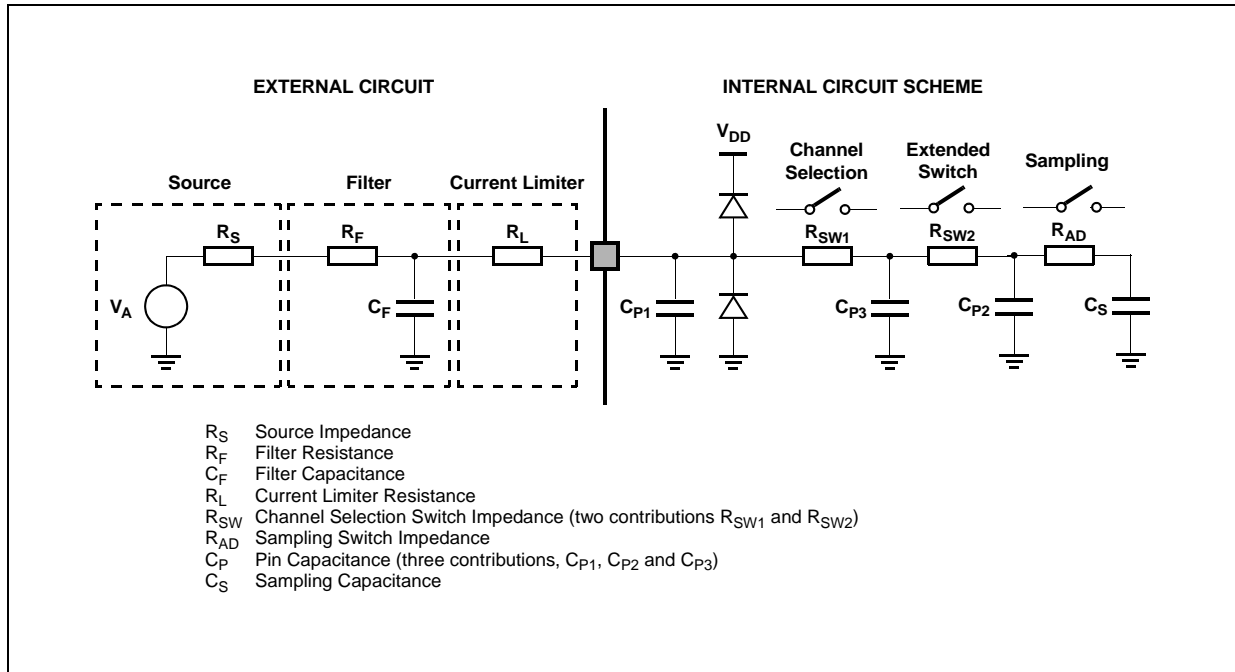 EXTERNAL CIRCUIT
INTERNAL CIRCUIT SCHEME
VDD
Channel
Selection
Extended
Switch
Sampling
Source
Filter
Current Limiter
RS
RF
RL
RSW1
RSW2
RAD
VA
CF
CP1
CP3
CP2
CS
RS Source Impedance
RF Filter Resistance
CF Filter Capacitance
RL Current Limiter Resistance
RSW Channel Selection Switch Impedance (two contributions RSW1 and RSW2)
RAD Sampling Switch Impedance
CP Pin Capacitance (three contributions, CP1, CP2 and CP3)
CS Sampling Capacitance